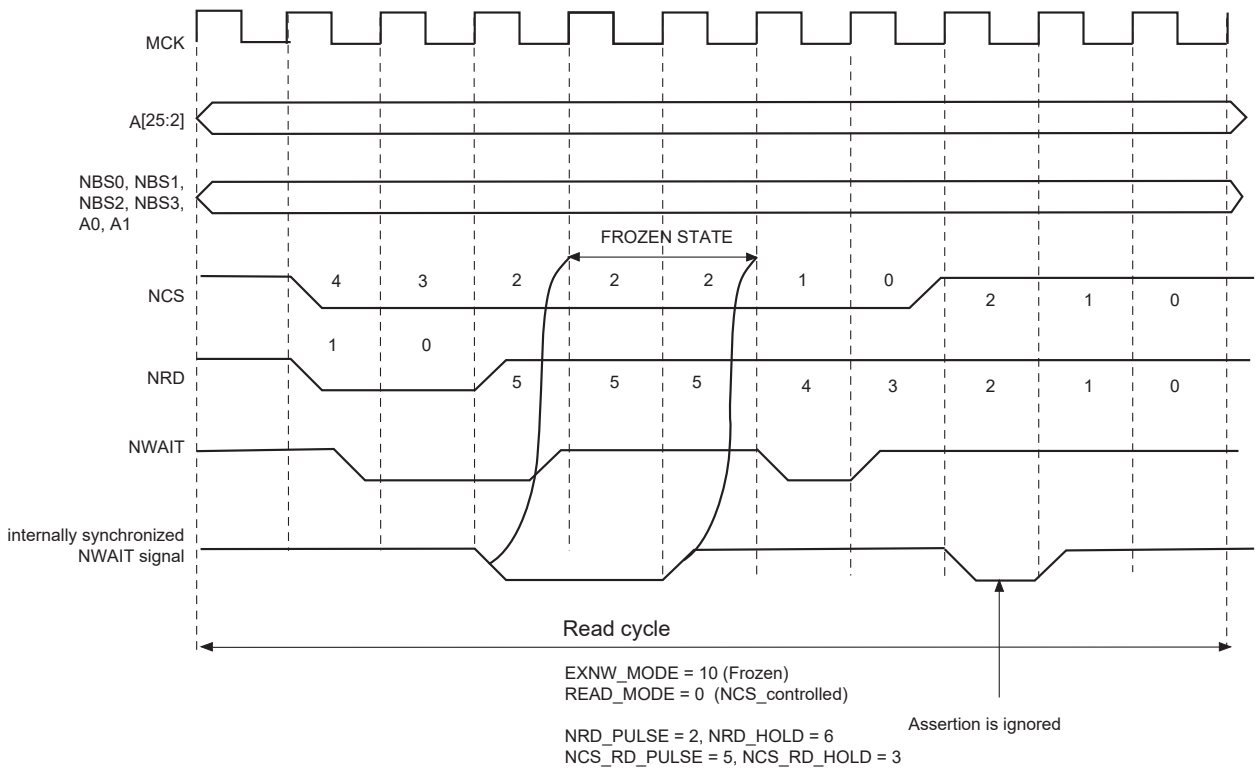 MCK
A[25:2]
NBS0, NBS1,
NBS2, NBS3,
A0, A1
FROZEN STATE
4 3 2 2 2 1 0
NCS
2 1 0
1 0
NRD
5 5 5 4 3 2 1 0
NWAIT
internally synchronized
NWAIT signal
Read cycle
EXNW_MODE = 10 (Frozen)
READ_MODE = 0 (NCS_controlled)
Assertion is ignored
NRD_PULSE = 2, NRD_HOLD = 6
NCS_RD_PULSE = 5, NCS_RD_HOLD = 3